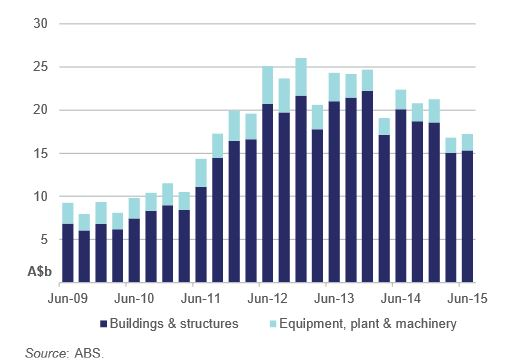 30
25
20
15
10
5
A$b
Jun-09 Jun-10 Jun-11 Jun-12 Jun-13 Jun-14 Jun-15
Buildings & structures Equipment, plant & machinery
Source: ABS.